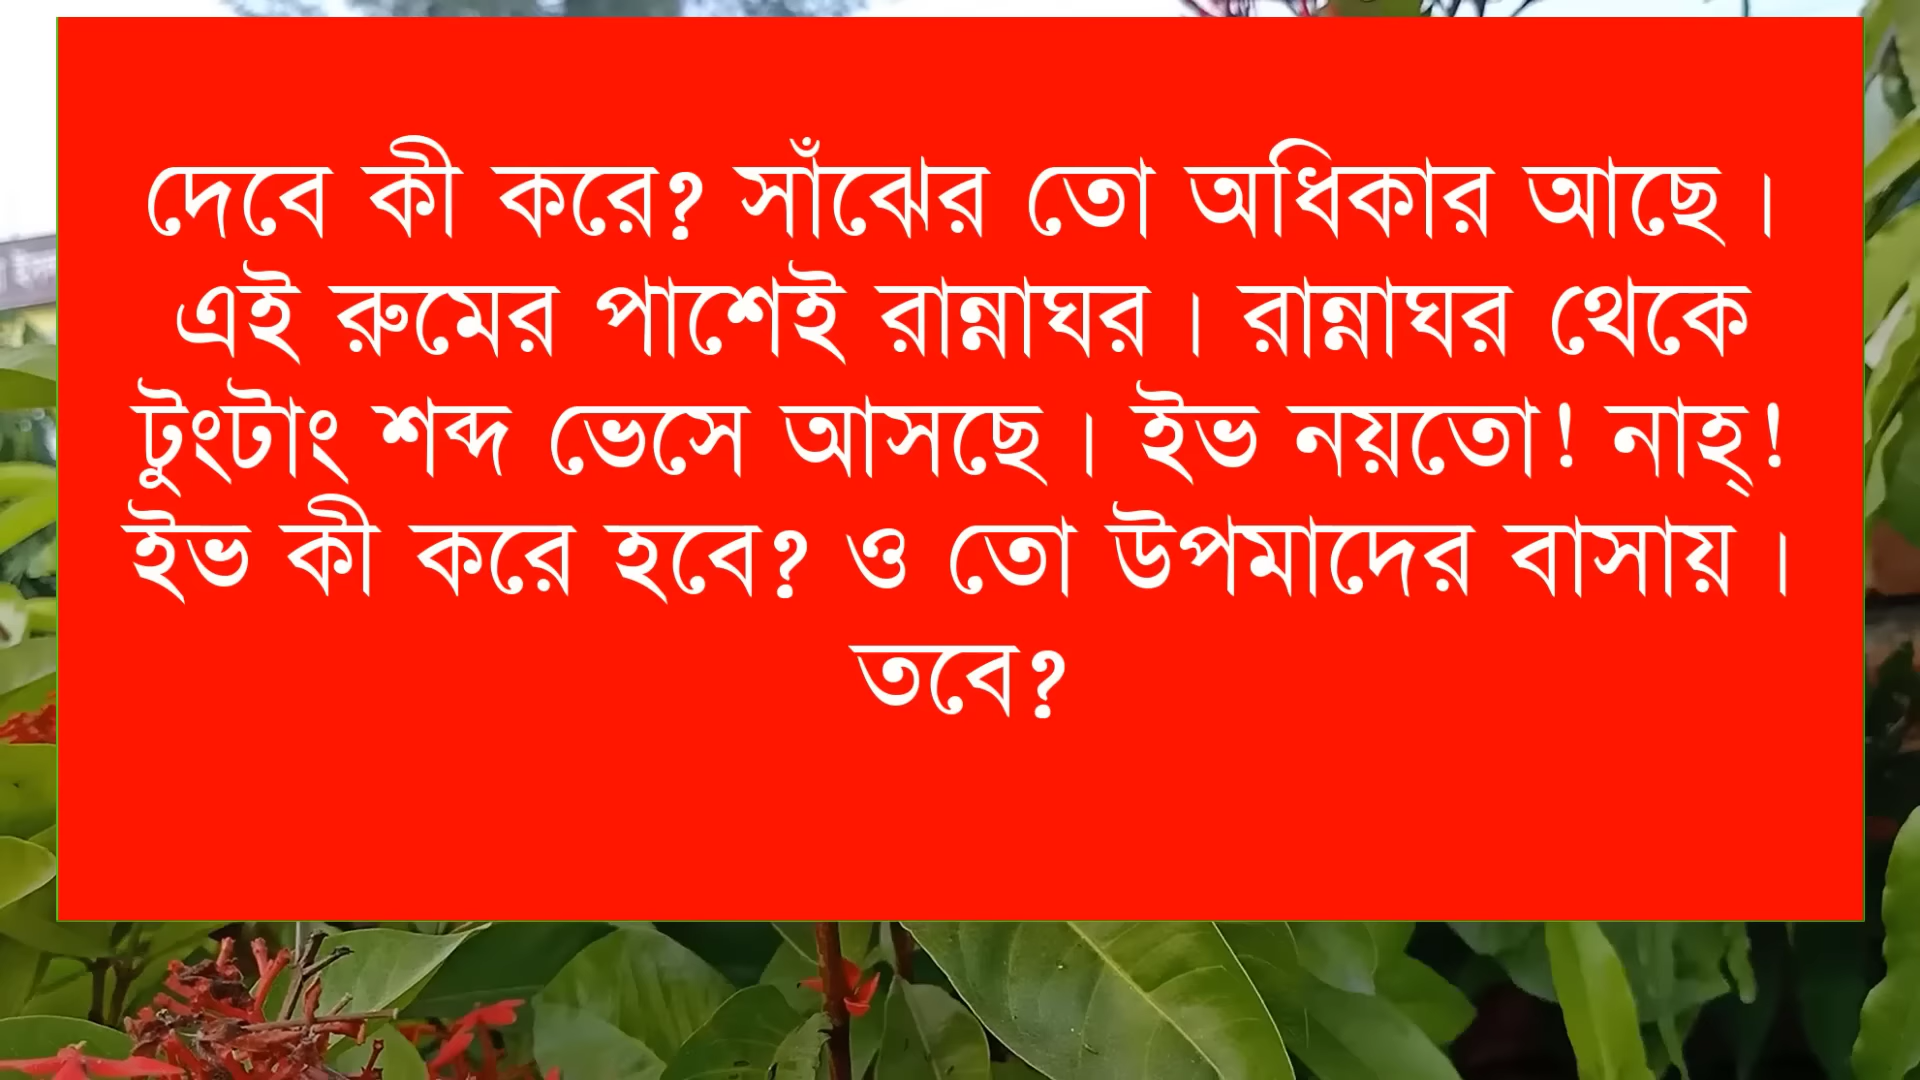 দেবে কী করে? সাঁঝের তো অধিকার আছে।
এই রুমের পাশেই রান্নাঘর। রান্নাঘর থেকে
টুংটাং শব্দ ভেসে আসছে। ইভ নয়তো! নাহ্!
ইভ কী করে হবে? ও তো উপমাদের বাসায়।
তবে?